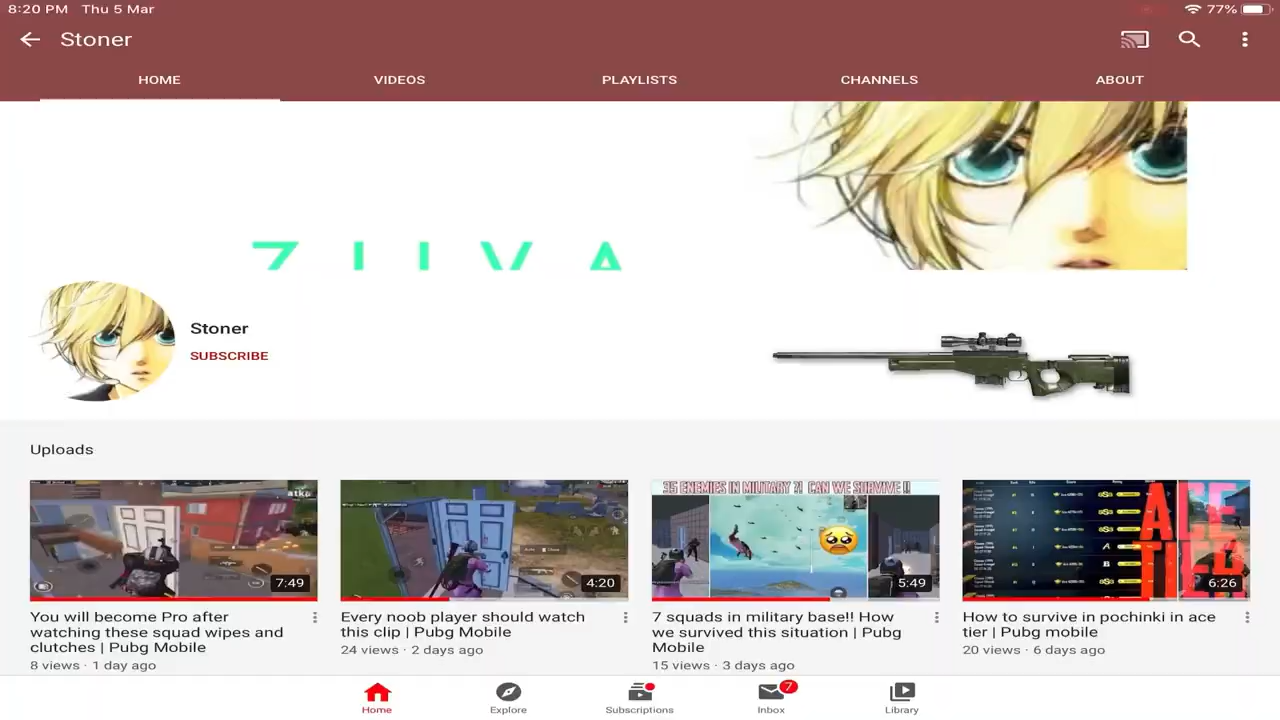 8:20 PM Thu 5 Mar
77%
Stoner
HOME
VIDEOS
PLAYLISTS
CHANNELS
ABOUT
Stoner
SUBSCRIBE
Uploads
35 ENEMIES IN MILITARY ?! CAN WE SURVIVE !!
ACE
TIER
7:49
4:20
5:49
6:26
You will become Pro after
watching these squad wipes and
clutches | Pubg Mobile
8 views · 1 day ago
Every noob player should watch
this clip | Pubg Mobile
24 views · 2 days ago
7 squads in military base!! How
we survived this situation | Pubg
Mobile
15 views · 3 days ago
How to survive in pochinki in ace
tier | Pubg mobile
20 views · 6 days ago
7
Home
Explore
Subscriptions
Inbox
Library